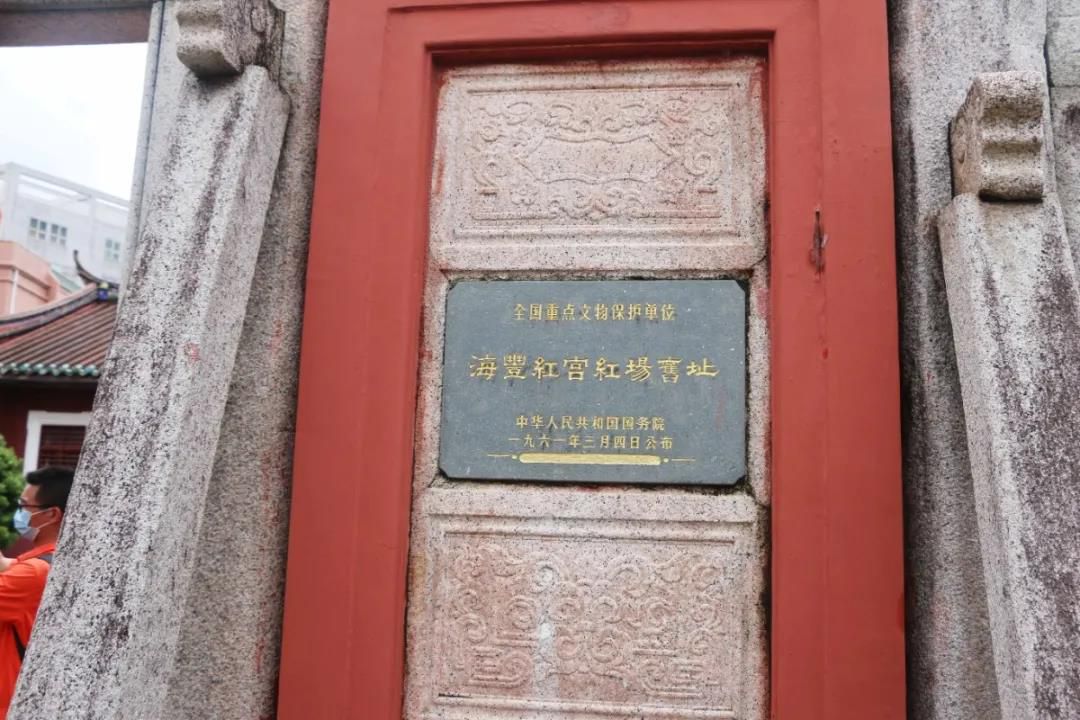 全国重点文物保护单位
海豐紅宫紅場舊址
中华人民共和国国务院
一九六一年三月四日公布